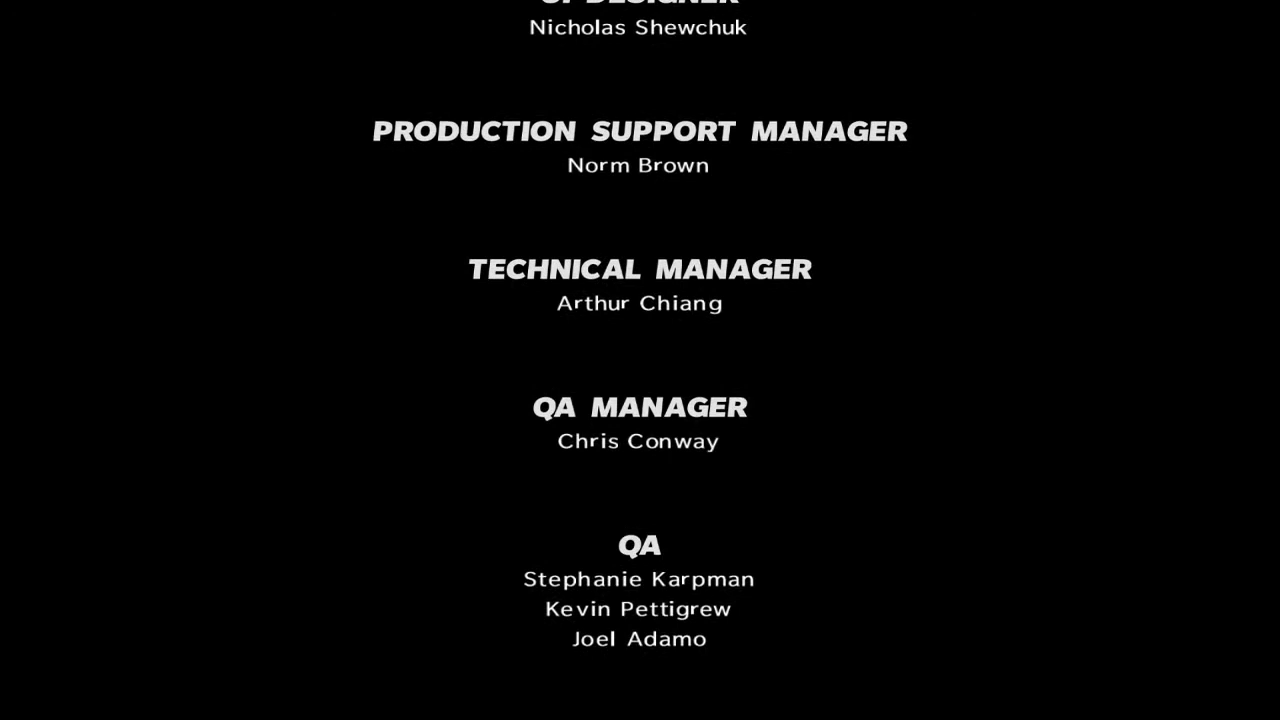 DESIGNER
Nicholas Shewchuk
PRODUCTION SUPPORT MANAGER
Norm Brown
TECHNICAL MANAGER
Arthur Chiang
QA MANAGER
Chris Conway
QA
Stephanie Karpman
Kevin Pettigrew
Joel Adamo